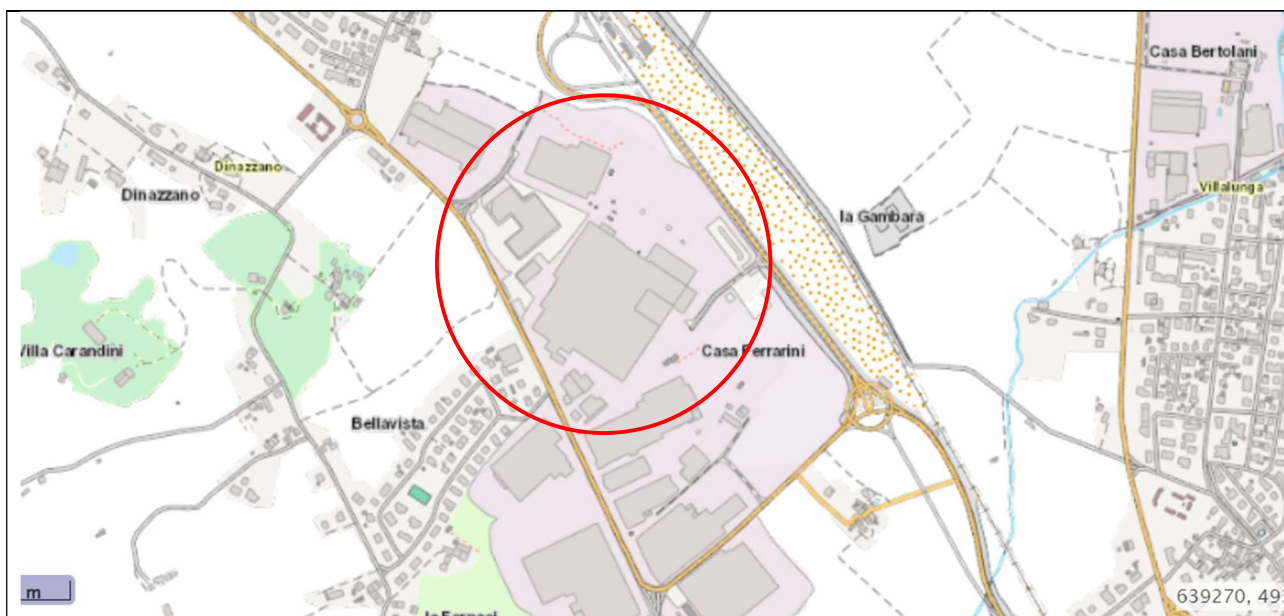 Casa Bertolani
Dinazzano
Dinazzano
Villalunga
la Gambara
Villa Carandini
Casa Ferrarini
Bellavista
m
639270, 49